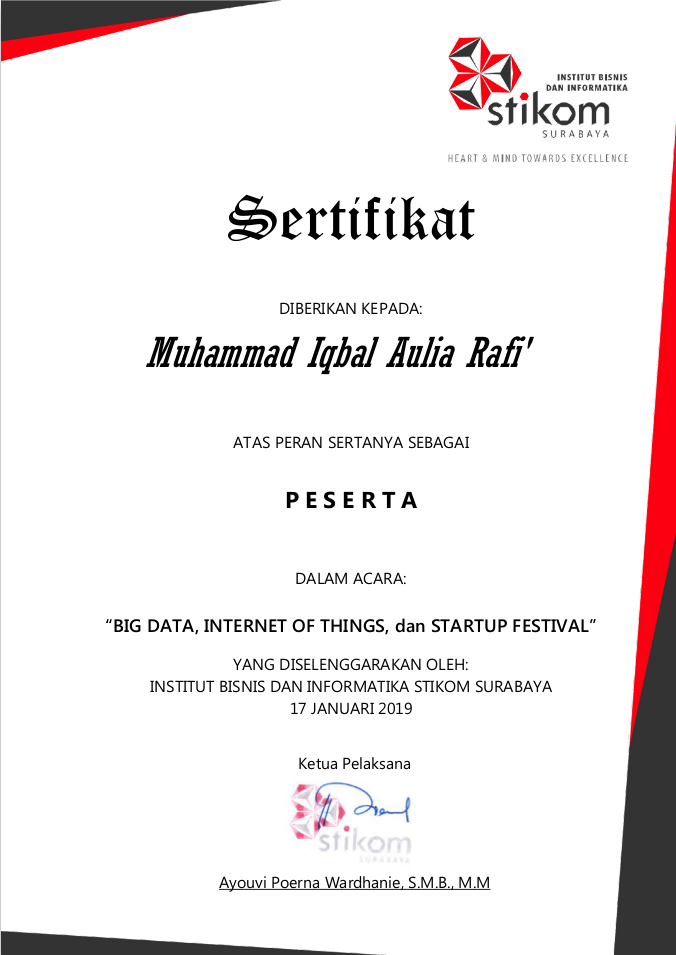 INSTITUT BISNIS
DAN INFORMATIKA
stikom
SURABAYA
HEART & MIND TOWARDS EXCELLENCE
Sertifikat
DIBERIKAN KEPADA:
Muhammad Iqbal Aulia Rafi'
ATAS PERAN SERTANYA SEBAGAI
PESERTA
DALAM ACARA:
“BIG DATA, INTERNET OF THINGS, dan STARTUP FESTIVAL”
YANG DISELENGGARAKAN OLEH:
INSTITUT BISNIS DAN INFORMATIKA STIKOM SURABAYA
17 JANUARI 2019
Ketua Pelaksana
stikom
SURABAYA
Ayouvi Poerna Wardhanie, S.M.B., M.M